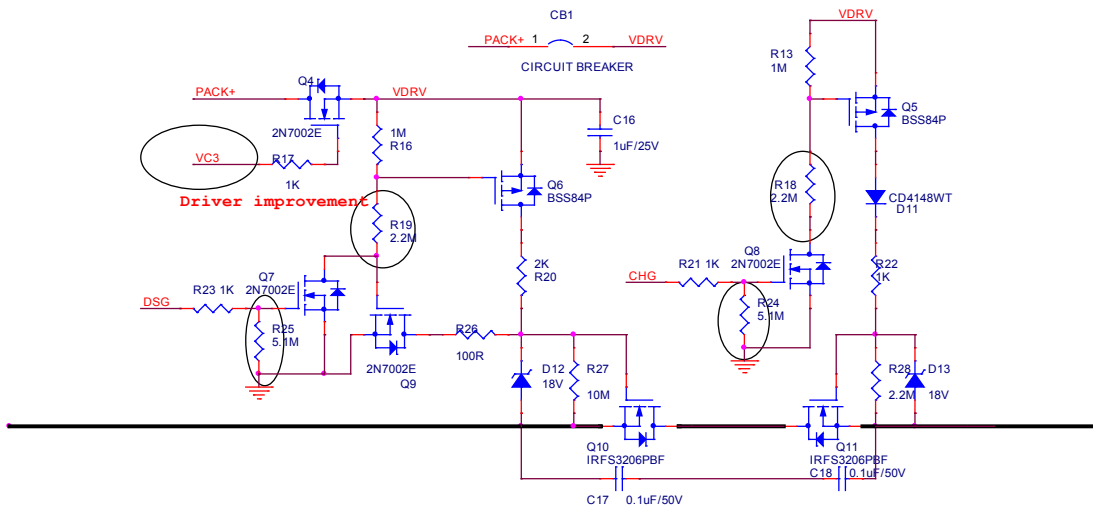 CB1
PACK+ 1 2 VDRV
CIRCUIT BREAKER
VDRV
R13
1M
Q5
BSS84P
Q4
PACK+
VDRV
2N7002E
1M
R16
C16
1uF/25V
VC3
R17
1K
Driver improvement
Q6
BSS84P
R18
2.2M
CD4148WT
D11
R19
2.2M
Q7
2N7002E
R23 1K
DSG
R25
5.1M
2K
R20
Q8
2N7002E
R21 1K
CHG
R24
5.1M
R22
1K
R26
100R
2N7002E
Q9
D12
18V
R27
10M
R28
2.2M
D13
18V
Q10
IRFS3206PBF
Q11
IRFS3206PBF
C17 0.1uF/50V
C18 0.1uF/50V